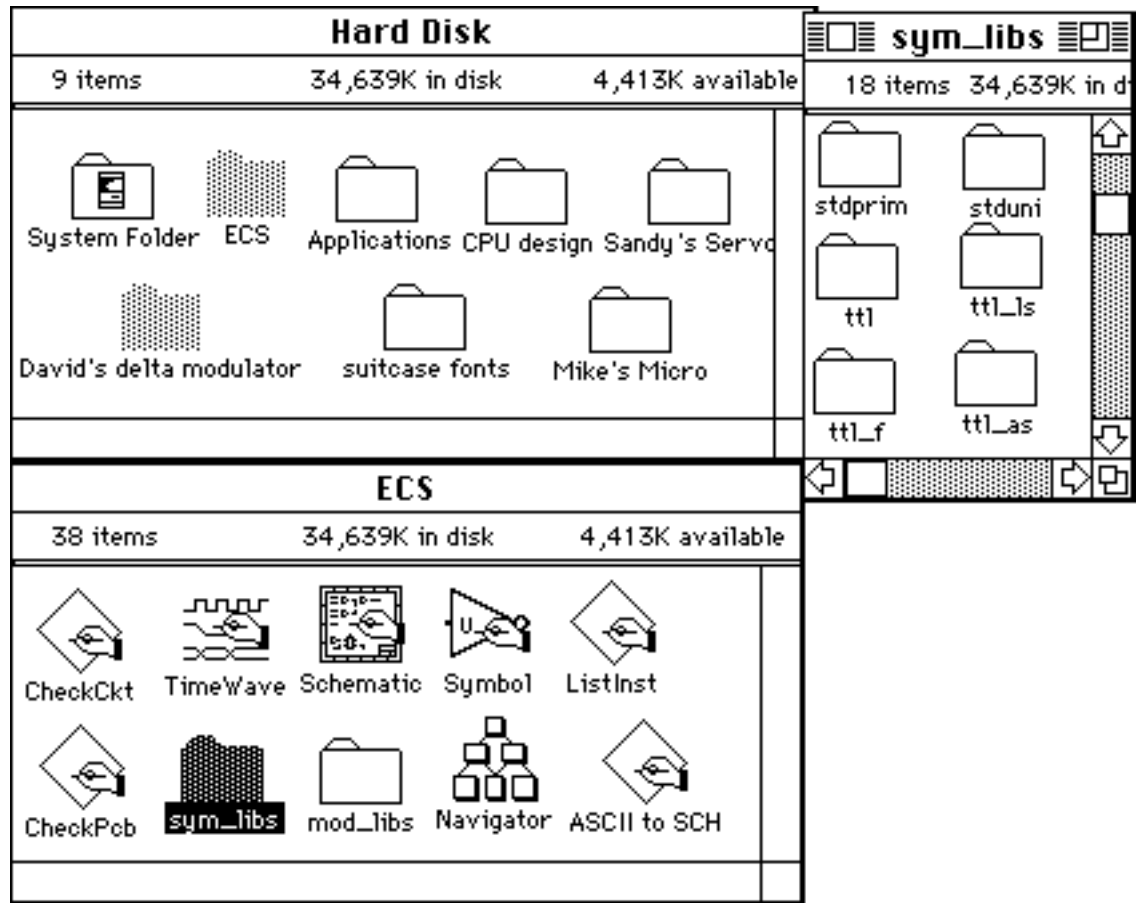 Hard Disk
9 items 34,639K in disk 4,413K available
System Folder ECS Applications CPU design Sandy's Servo
David's delta modulator suitcase fonts Mike's Micro
sym_libs
18 items 34,639K in d
stdprim stduni
ttl ttl_ls
ttl_f ttl_as
ECS
38 items 34,639K in disk 4,413K available
CheckCkt TimeWave Schematic Symbol ListInst
CheckPcb sym_libs mod_libs Navigator ASCII to SCH